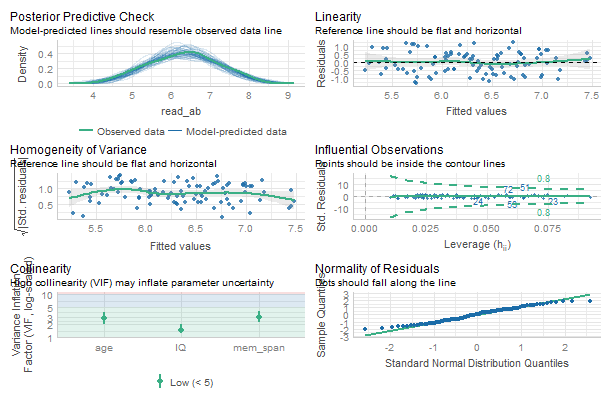 Posterior Predictive Check
Model-predicted lines should resemble observed data line
Density
0.4
0.2
0.0
4
5
6
7
8
9
read_ab
Observed data
Model-predicted data
Linearity
Reference line should be flat and horizontal
Residuals
1.0
0.5
0.0
-0.5
-1.0
5.5
6.0
6.5
7.0
7.5
Fitted values
Homogeneity of Variance
Reference line should be flat and horizontal
√|Std. residuals|
1.0
0.5
5.5
6.0
6.5
7.0
7.5
Fitted values
Influential Observations
Points should be inside the contour lines
Std. Residuals
10
0
-10
0.8
0.8
72
51
24
23
0.000
0.025
0.050
0.075
Leverage (hii)
Collinearity
High collinearity (VIF) may inflate parameter uncertainty
Variance Inflation
Factor (VIF, log-scaled)
10
5
3
2
1
age
IQ
mem_span
Low (< 5)
Normality of Residuals
Dots should fall along the line
Sample Quantiles
3
2
1
0
-1
-2
-3
-2
-1
0
1
2
Standard Normal Distribution Quantiles